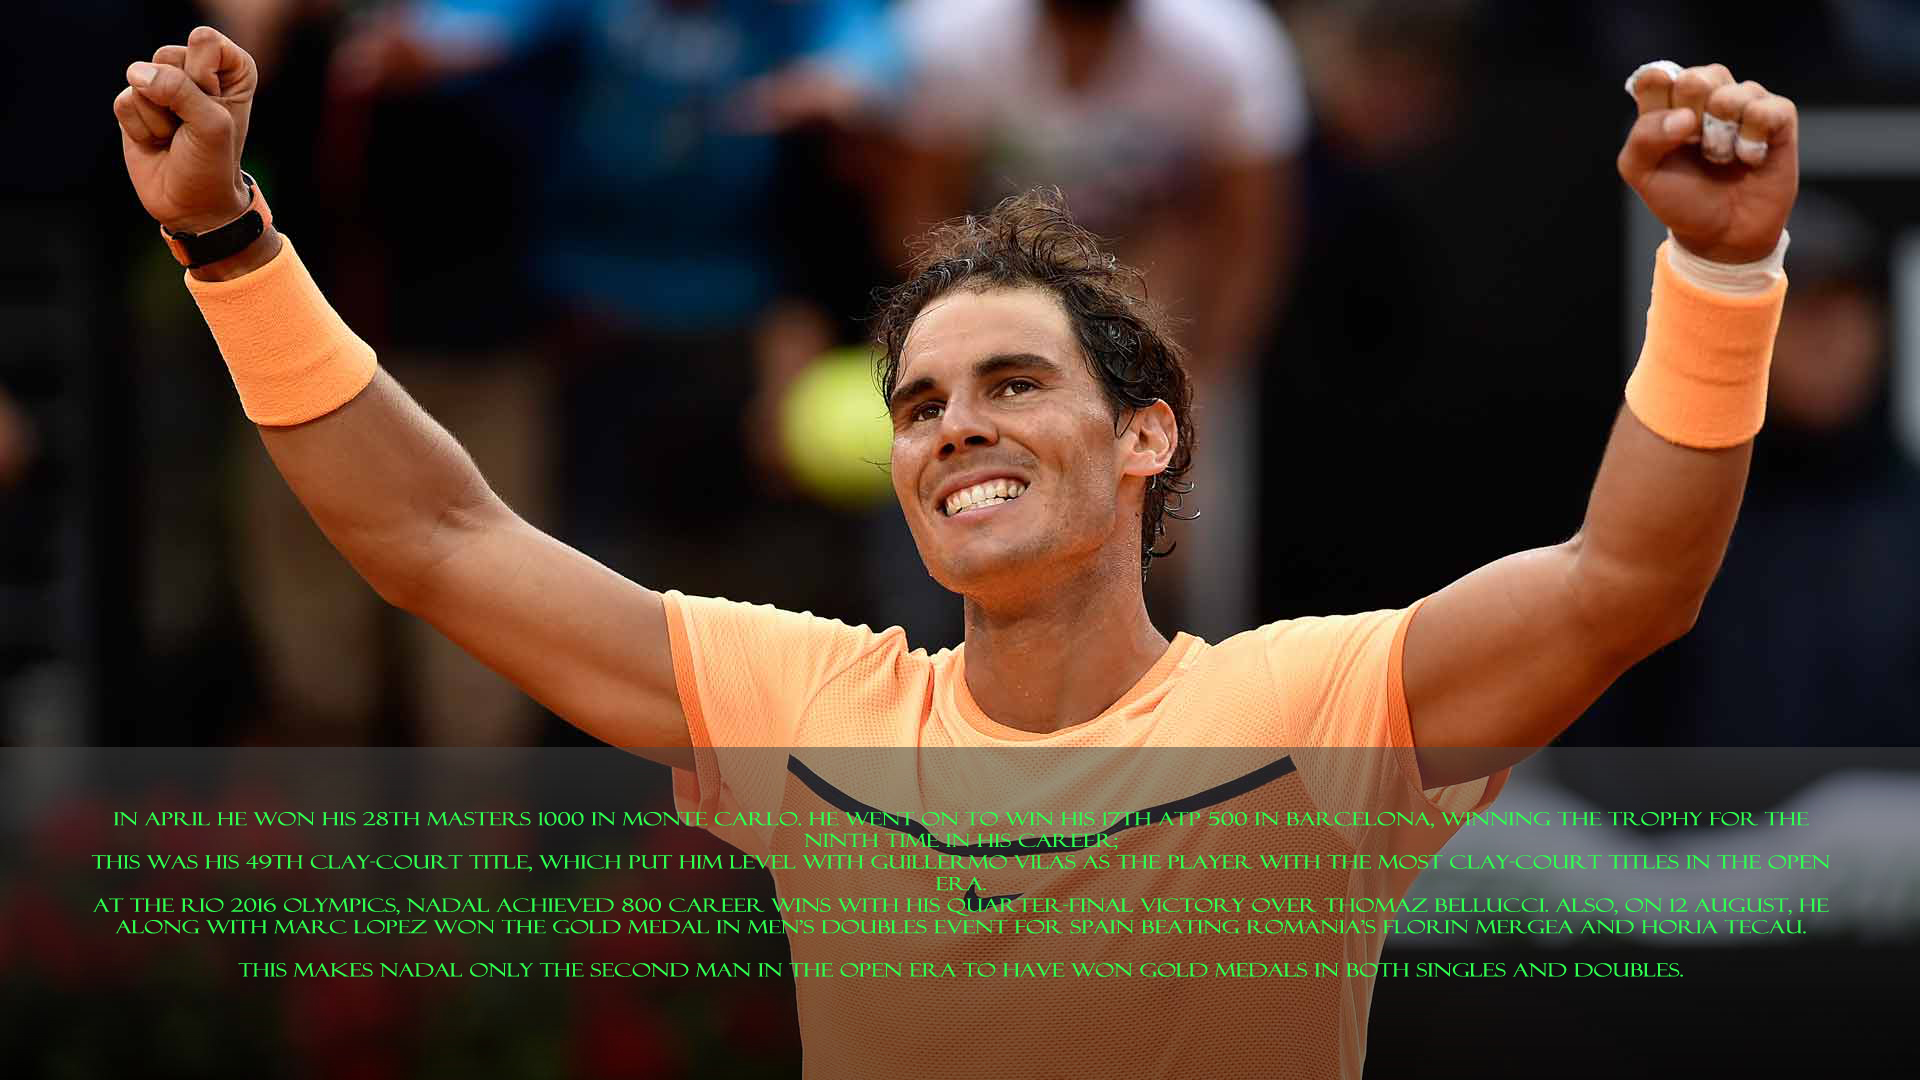 IN APRIL HE WON HIS 28TH MASTERS 1000 IN MONTE CARLO. HE WENT ON TO WIN HIS 17TH ATP 500 IN BARCELONA, WINNING THE TROPHY FOR THE
NINTH TIME IN HIS CAREER;
THIS WAS HIS 49TH CLAY-COURT TITLE, WHICH PUT HIM LEVEL WITH GUILLERMO VILAS AS THE PLAYER WITH THE MOST CLAY-COURT TITLES IN THE OPEN
ERA.
AT THE RIO 2016 OLYMPICS, NADAL ACHIEVED 800 CAREER WINS WITH HIS QUARTER-FINAL VICTORY OVER THOMAZ BELLUCCI. ALSO, ON 12 AUGUST, HE
ALONG WITH MARC LOPEZ WON THE GOLD MEDAL IN MEN'S DOUBLES EVENT FOR SPAIN BEATING ROMANIA'S FLORIN MERGEA AND HORIA TECAU.
THIS MAKES NADAL ONLY THE SECOND MAN IN THE OPEN ERA TO HAVE WON GOLD MEDALS IN BOTH SINGLES AND DOUBLES.